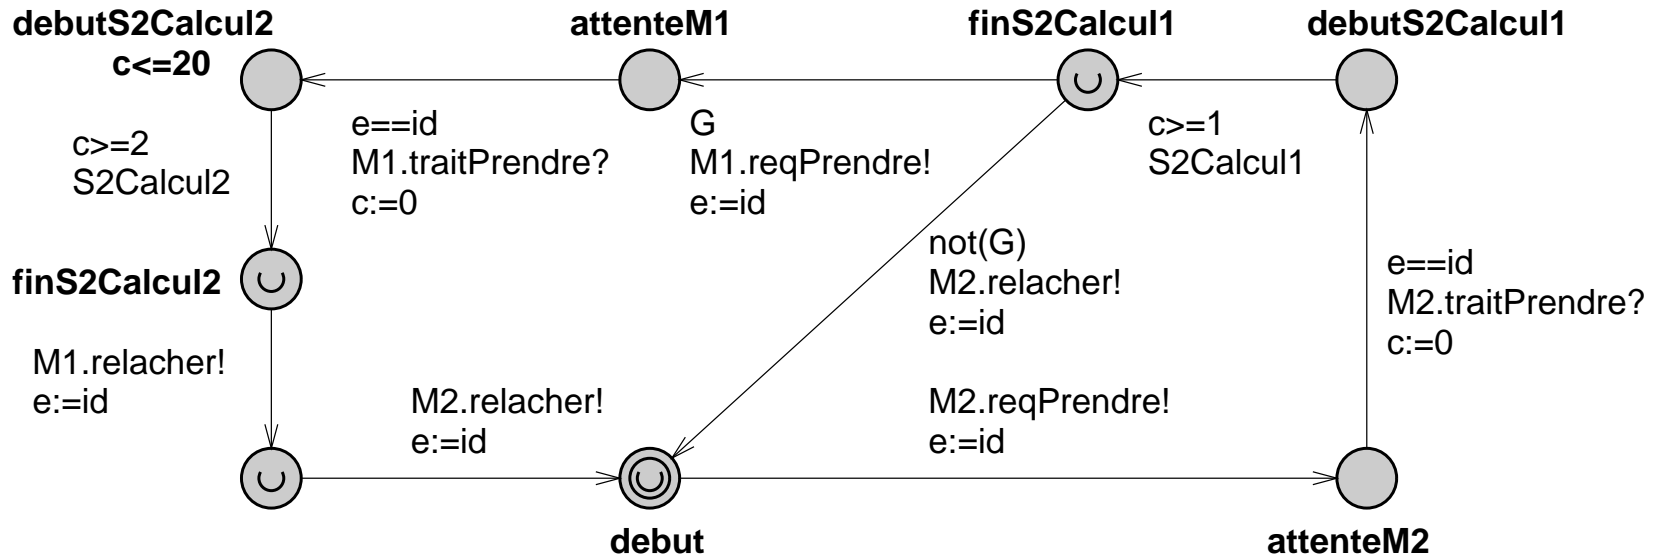 debutS2Calcul2
c<=20
attenteM1
finS2Calcul1
debutS2Calcul1
c>=2
S2Calcul2
e==id
M1.traitPrendre?
c:=0
G
M1.reqPrendre!
e:=id
c>=1
S2Calcul1
not(G)
M2.relacher!
e:=id
e==id
M2.traitPrendre?
c:=0
finS2Calcul2
M1.relacher!
e:=id
M2.relacher!
e:=id
M2.reqPrendre!
e:=id
debut
attenteM2